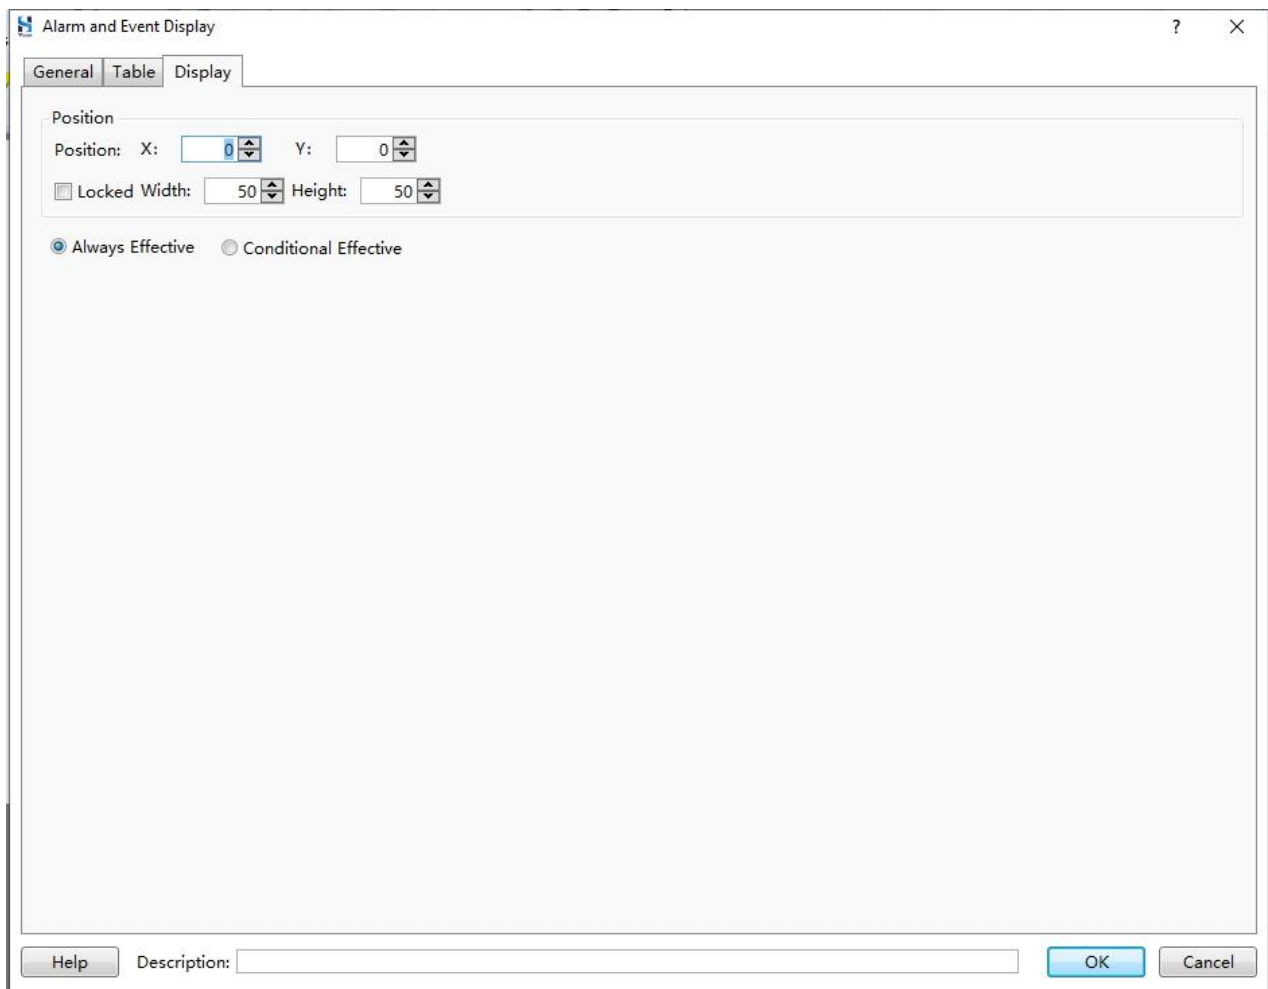 Alarm and Event Display ?
General Table Display
Position
Position: X: 0 Y: 0
Locked Width: 50 Height: 50
Always Effective Conditional Effective
Help Description: OK Cancel